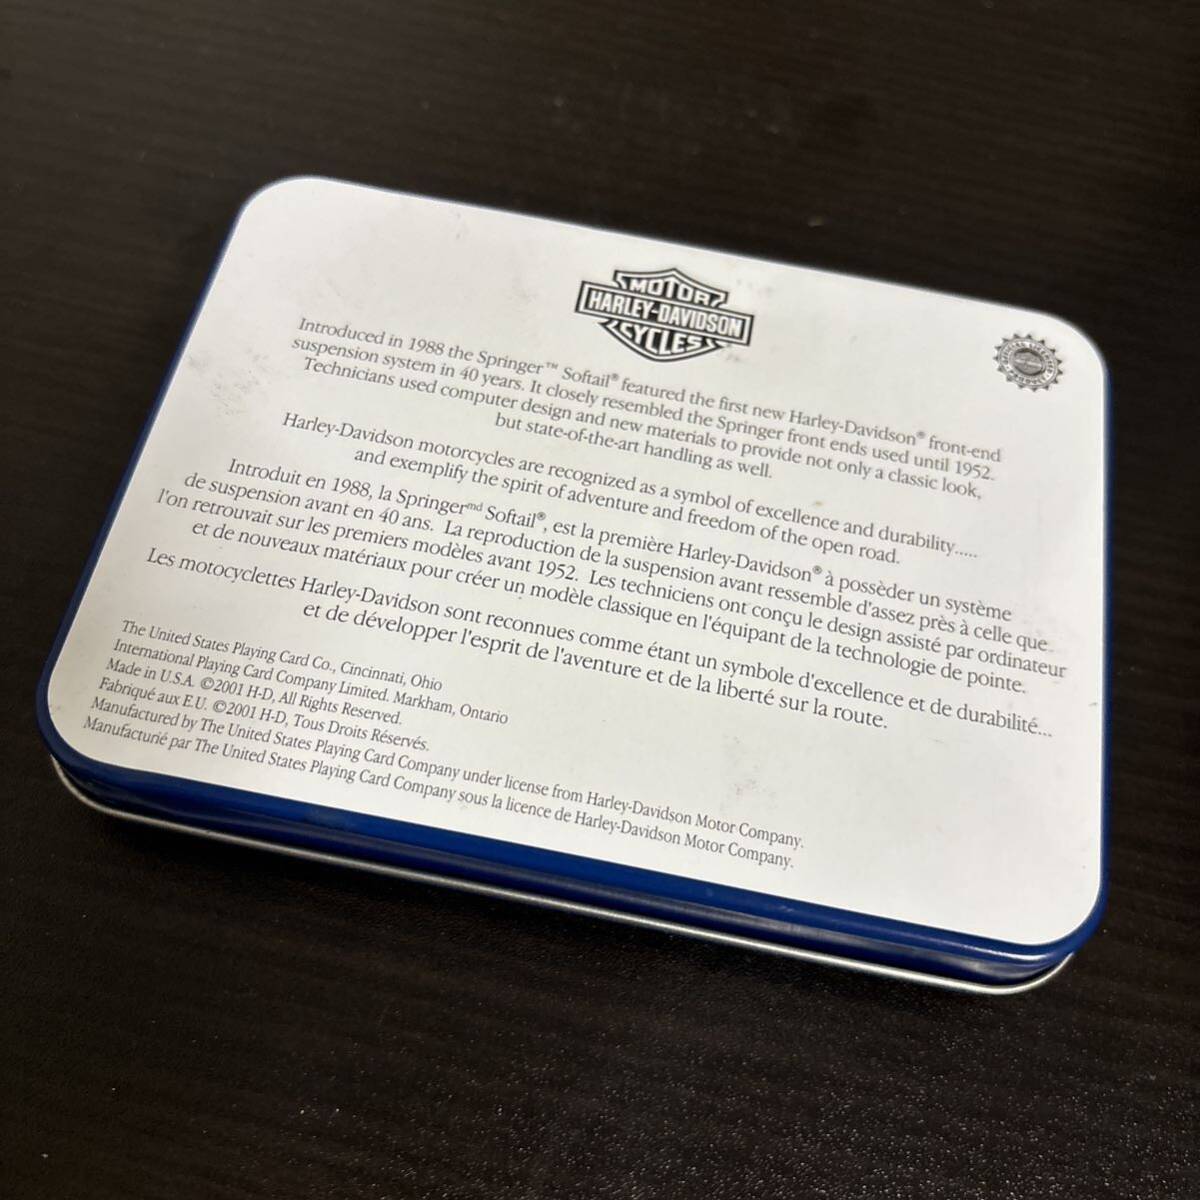 MOTOR
HARLEY-DAVIDSON
CYCLES
Introduced in 1988 the Springer™ Softail® featured the first new Harley-Davidson® front-end
suspension system in 40 years. It closely resembled the Springer front ends used until 1952.
Technicians used computer design and new materials to provide not only a classic look,
but state-of-the-art handling as well.
Harley-Davidson motorcycles are recognized as a symbol of excellence and durability.....
and exemplify the spirit of adventure and freedom of the open road.
Introduit en 1988, la Springerᵐᵈ Softail®, est la première Harley-Davidson® à possèder un système
de suspension avant en 40 ans. La reproduction de la suspension avant ressemble d'assez près à celle que
l'on retrouvait sur les premiers modèles avant 1952. Les techniciens ont conçu le design assisté par ordinateur
et de nouveaux matériaux pour créer un modèle classique en l'équipant de la technologie de pointe.
Les motocyclettes Harley-Davidson sont reconnues comme étant un symbole d'excellence et de durabilité...
et de développer l'esprit de l'aventure et de la liberté sur la route.
The United States Playing Card Co., Cincinnati, Ohio
International Playing Card Company Limited. Markham, Ontario
Made in U.S.A. ©2001 H-D, All Rights Reserved.
Fabriqué aux E.U. ©2001 H-D, Tous Droits Réservés.
Manufactured by The United States Playing Card Company under license from Harley-Davidson Motor Company.
Manufacturié par The United States Playing Card Company sous la licence de Harley-Davidson Motor Company.